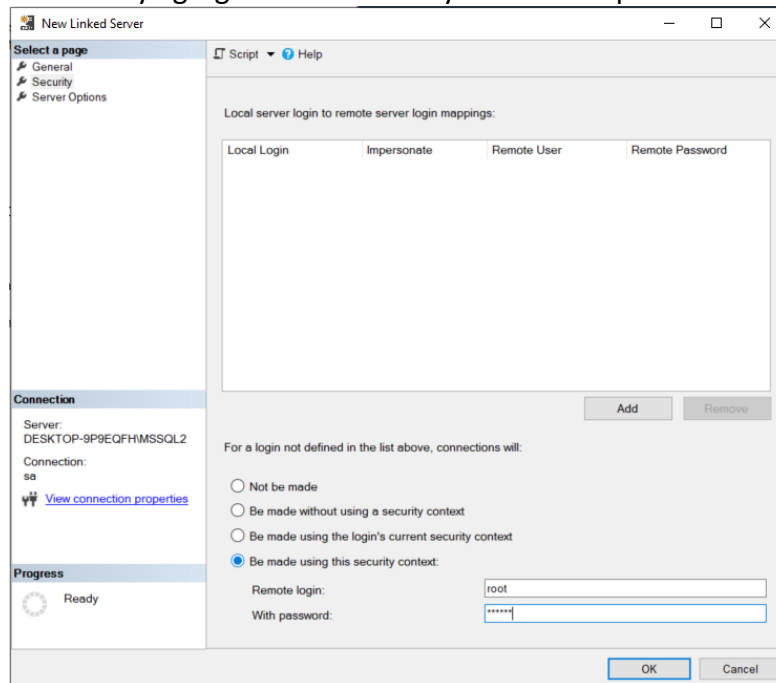 New Linked Server
Select a page
General
Security
Server Options
Script Help
Local server login to remote server login mappings:
Local Login Impersonate Remote User Remote Password
Add Remove
Connection
Server:
DESKTOP-9P9EQFH\MSSQL2
Connection:
sa
View connection properties
For a login not defined in the list above, connections will:
Not be made
Be made without using a security context
Be made using the login's current security context
Be made using this security context:
Remote login: root
With password: ******
Progress
Ready
OK Cancel